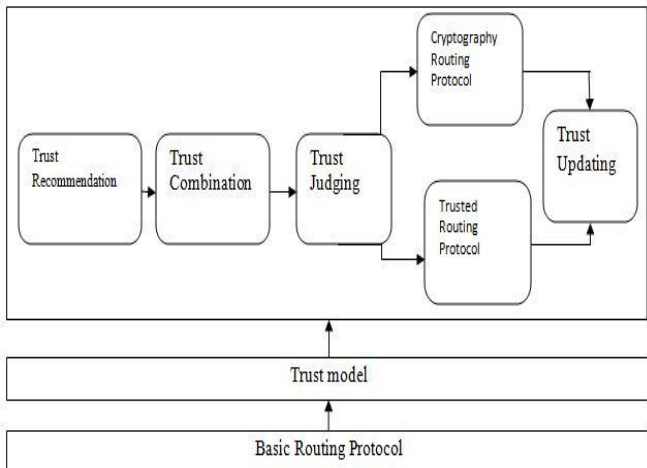 Trust
Recommendation
Trust
Combination
Trust
Judging
Cryptography
Routing
Protocol
Trusted
Routing
Protocol
Trust
Updating
Trust model
Basic Routing Protocol